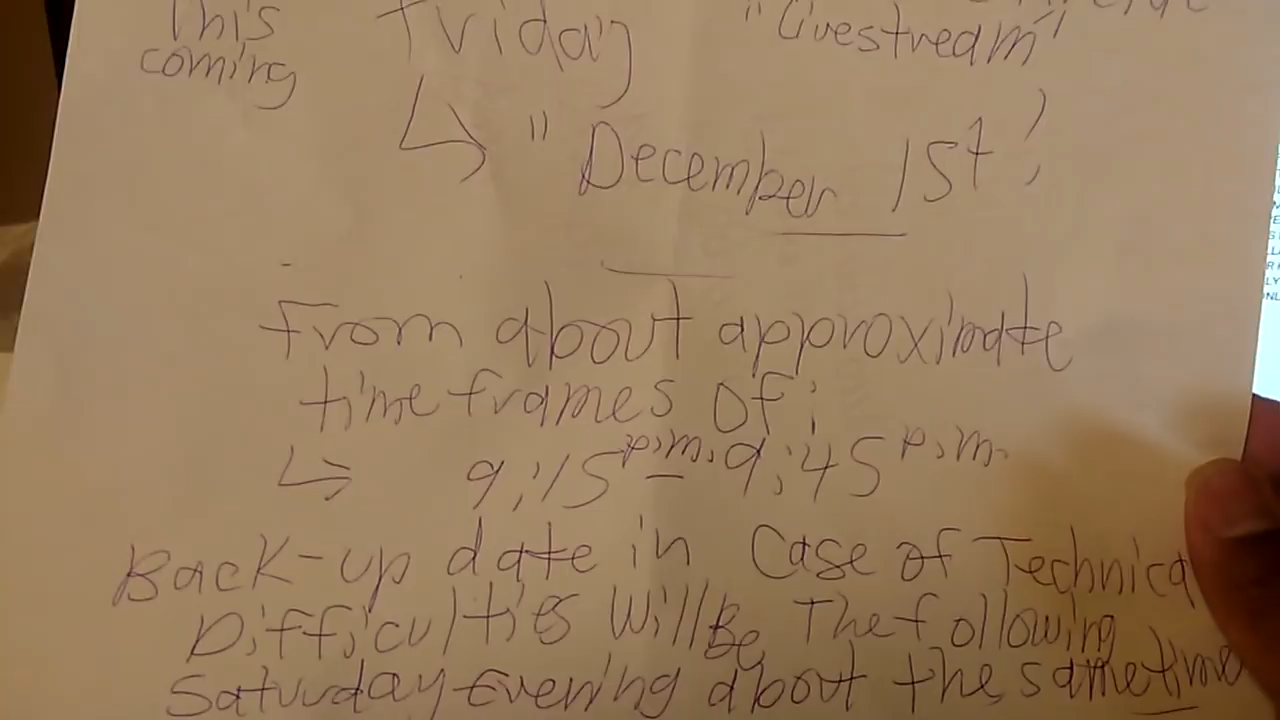 This Friday "Livestream"
coming
↳ "December 1st"
From about approximate
time frames of:
↳ 9:15 p.m. – 9:45 p.m.
Back-up date in Case of Technica
Difficulties Will Be The following
Saturday Evening about the same time